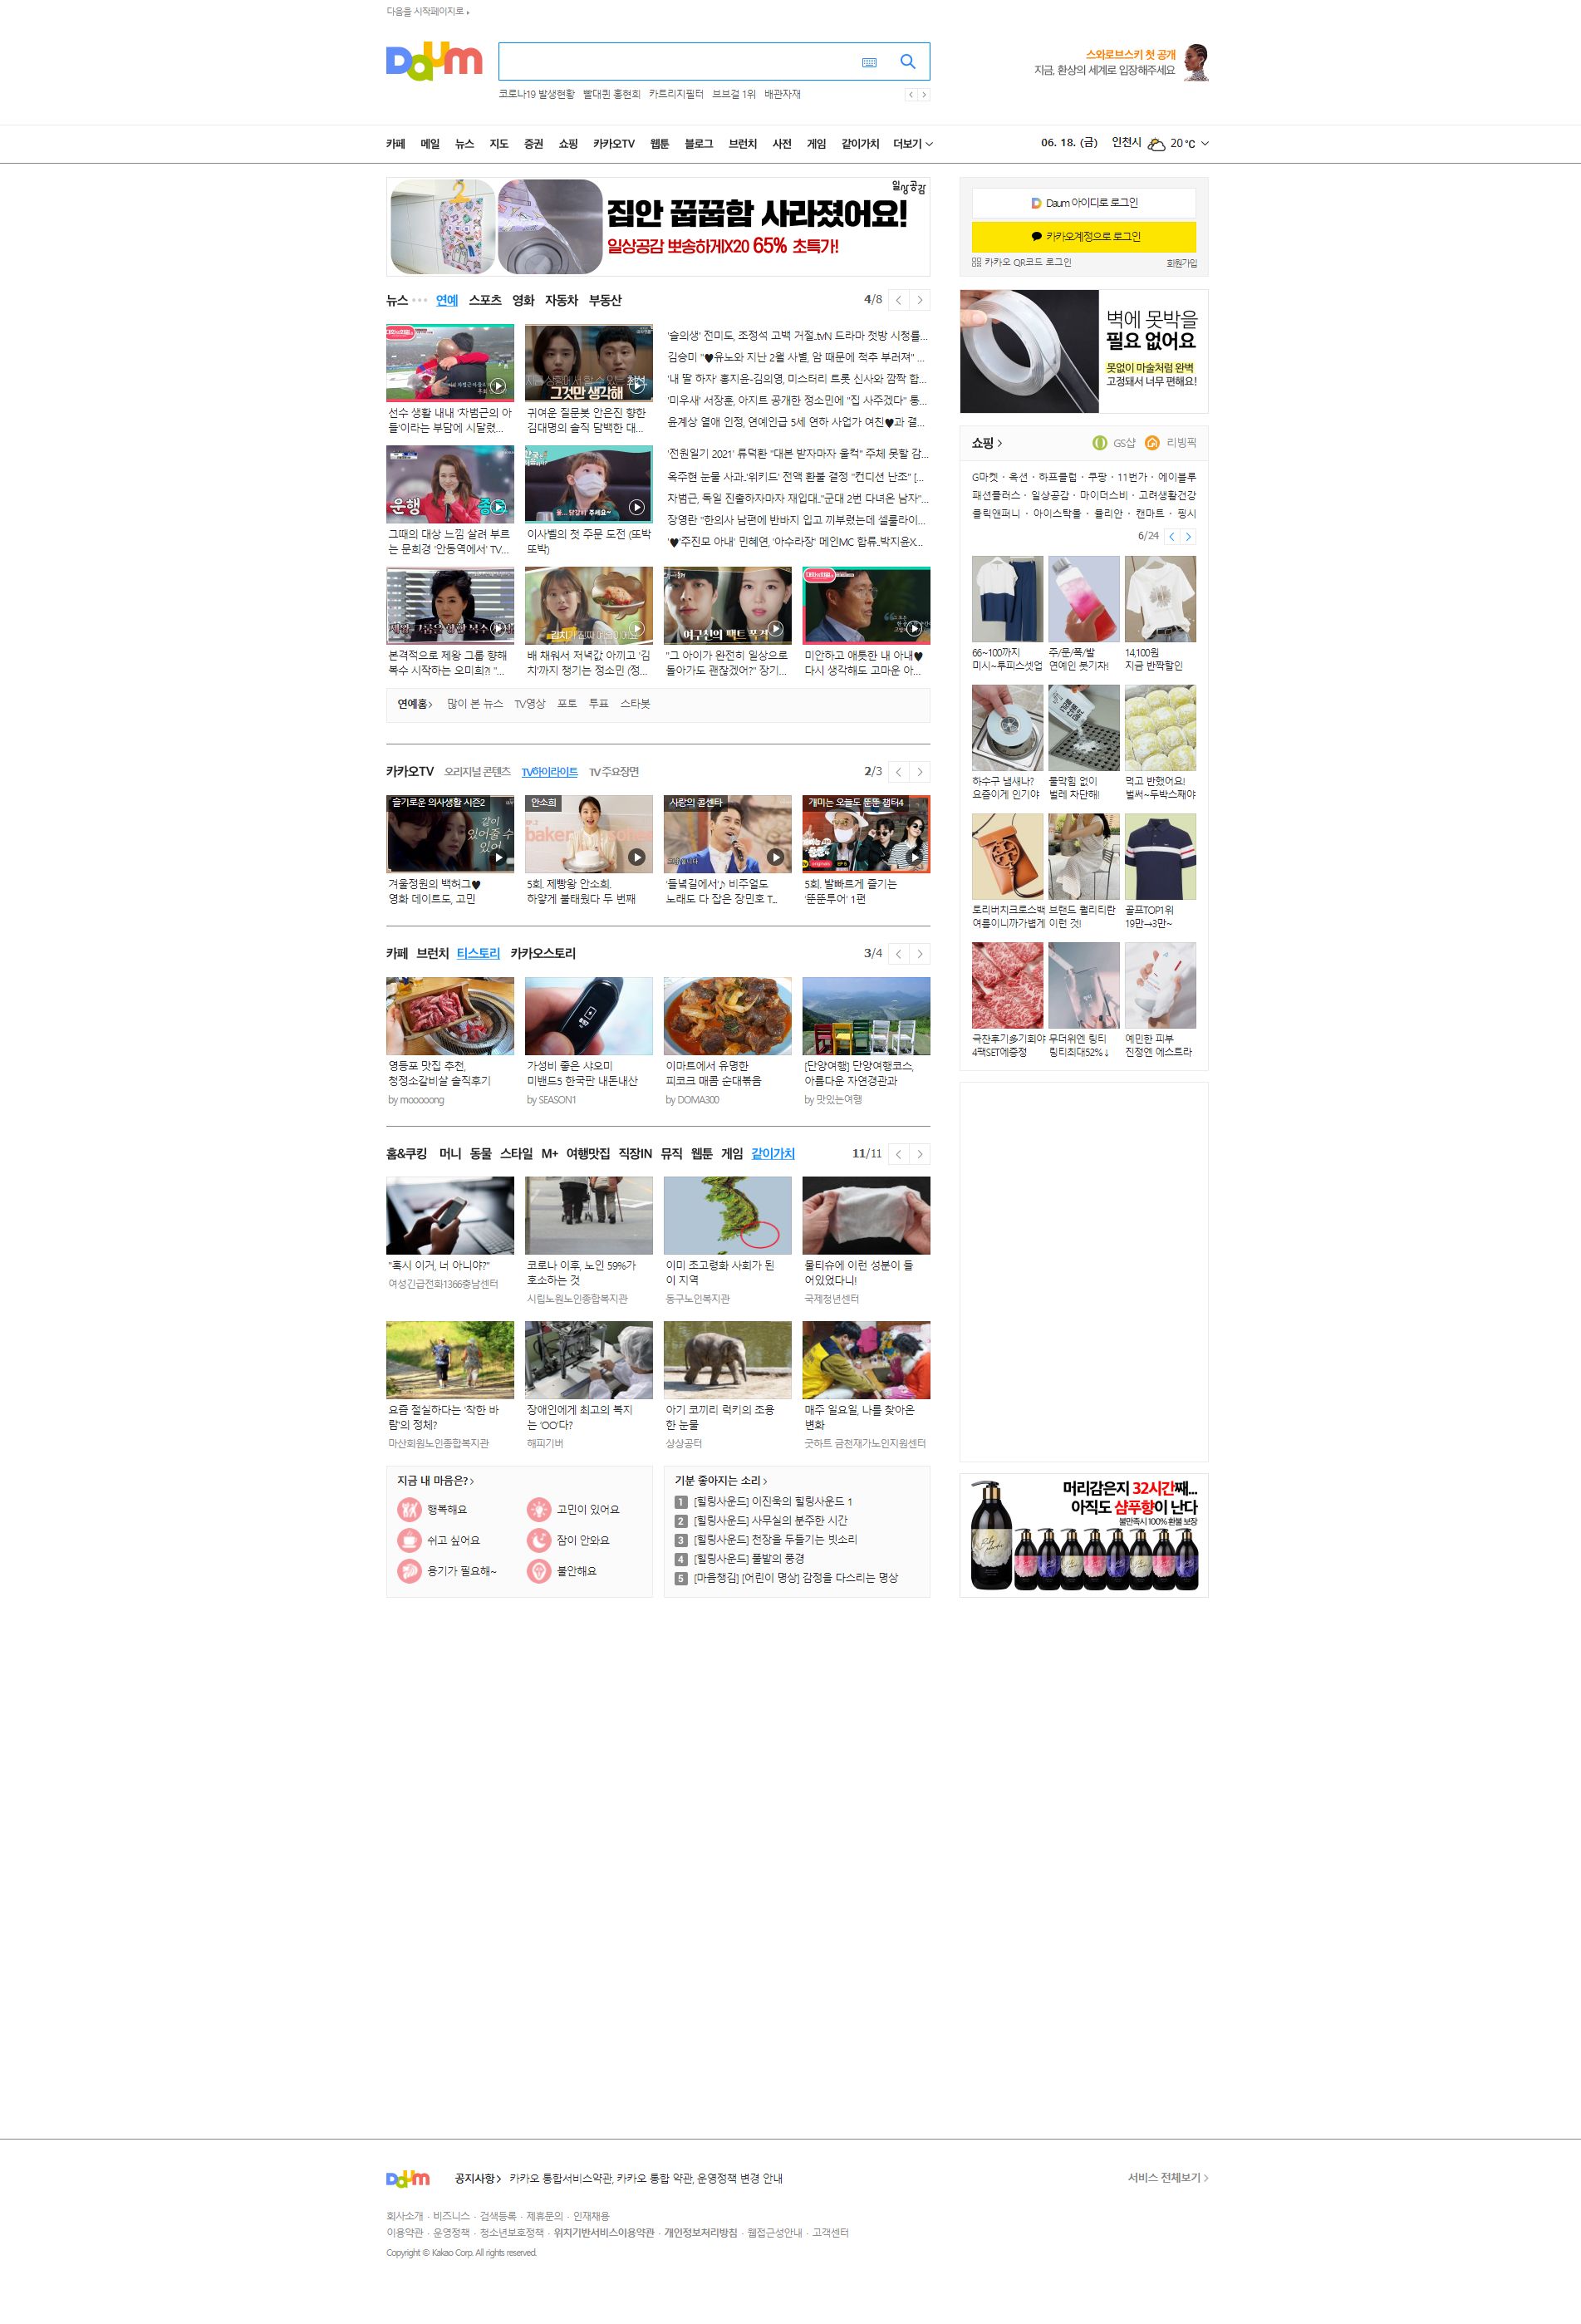 다음을 시작페이지로
Daum
스와로브스키 첫 공개
지금, 환상의 세계로 입장해주세요
코로나19 발생현황 빨대퀸 홍현희 카트리지필터 브브걸 1위 배관자재
카페 메일 뉴스 지도 증권 쇼핑 카카오TV 웹툰 블로그 브런치 사전 게임 같이가치 더보기
06. 18. (금) 인천시 20℃
일상공감
집안 꿉꿉함 사라졌어요!
일상공감 뽀송하게X20 65% 초특가!
Daum 아이디로 로그인
카카오계정으로 로그인
카카오 QR코드 로그인 회원가입
뉴스 연예 스포츠 영화 자동차 부동산 4/8
선수 생활 내내 '차범근의 아
들'이라는 부담에 시달렸...
그것만 생각해
귀여운 질문봇 안은진 향한
김대명의 솔직 담백한 대...
'슬의생' 전미도, 조정석 고백 거절..tvN 드라마 첫방 시청률...
김승미 "♥유노와 지난 2월 사별, 암 때문에 척추 부러져" ...
'내 딸 하자' 홍지윤-김의영, 미스터리 트롯 신사와 깜짝 합...
'미우새' 서장훈, 아지트 공개한 정소민에 "집 사주겠다" 통...
윤계상 열애 인정, 연예인급 5세 연하 사업가 여친♥과 결...
운행
그때의 대상 느낌 살려 부르
는 문희경 '안동역에서' TV...
이사벨의 첫 주문 도전 (또박
또박)
'전원일기 2021' 류덕환 "대본 받자마자 울컥" 주체 못할 감...
옥주현 눈물 사과..'위키드' 전액 환불 결정 "컨디션 난조" [...
차범근, 독일 진출하자마자 재입대.."군대 2번 다녀온 남자"...
장영란 "한의사 남편에 반바지 입고 끼부렸는데 셀룰라이...
'♥'주진모 아내' 민혜연, '아수라장' 메인MC 합류..박지윤X...
본격적으로 제왕 그룹 향해
복수 시작하는 오미희?! "...
배 채워서 저녁값 아끼고 '김
치'까지 챙기는 정소민 (정...
여구친의 팩트 폭격
"그 아이가 완전히 일상으로
돌아가도 괜찮겠어?" 장기...
미안하고 애틋한 내 아내♥
다시 생각해도 고마운 아...
연예홈 많이 본 뉴스 TV영상 포토 투표 스타봇
벽에 못박을
필요 없어요
못없이 마술처럼 완벽
고정돼서 너무 편해요!
쇼핑 GS샵 리빙픽
G마켓 · 옥션 · 하프클럽 · 쿠팡 · 11번가 · 에이블루
패션플러스 · 일상공감 · 마이더스비 · 고려생활건강
클릭앤퍼니 · 아이스탁몰 · 율리안 · 캔마트 · 핑시
6/24
66~100까지
미시~투피스셋업
주/문/폭/발
연예인 붓기차!
14,100원
지금 반짝할인
하수구 냄새나?
요즘이게 인기야
물막힘 없이
벌레 차단해!
먹고 반했어요!
벌써~두박스째야
토리버치크로스백
여름이니까가볍게
브랜드 퀄리티란
이런 것!
골프TOP1위
19만→3만~
극찬후기多기회야
4팩SET에증정
무더위엔 링티
링티최대52%↓
예민한 피부
진정엔 에스트라
카카오TV 오리지널 콘텐츠 TV하이라이트 TV 주요장면 2/3
슬기로운 의사생활 시즌2
같이
있어줄 수
있어
겨울정원의 백허그♥
영화 데이트도, 고민
안소희
5회. 제빵왕 안소희.
하얗게 불태웠다 두 번째
사랑의 콜센타
'들녘길에서'♪ 비주얼도
노래도 다 잡은 장민호 T...
개미는 오늘도 뚠뚠 챕터4
5회. 발빠르게 즐기는
'뚠뚠투어' 1편
카페 브런치 티스토리 카카오스토리 3/4
영등포 맛집 추천,
청정소갈비살 솔직후기
by mooooong
가성비 좋은 샤오미
미밴드5 한국판 내돈내산
by SEASON1
이마트에서 유명한
피코크 매콤 순대볶음
by DOMA300
[단양여행] 단양여행코스,
아름다운 자연경관과
by 맛있는여행
홈&쿠킹 머니 동물 스타일 M+ 여행맛집 직장IN 뮤직 웹툰 게임 같이가치 11/11
"혹시 이거, 너 아니야?"
여성긴급전화1366충남센터
코로나 이후, 노인 59%가
호소하는 것
시립노원노인종합복지관
이미 초고령화 사회가 된
이 지역
동구노인복지관
물티슈에 이런 성분이 들
어있었다니!
국제청년센터
요즘 절실하다는 '착한 바
람'의 정체?
마산회원노인종합복지관
장애인에게 최고의 복지
는 'OO'다?
해피기버
아기 코끼리 럭키의 조용
한 눈물
상상공터
매주 일요일, 나를 찾아온
변화
굿하트 금천재가노인지원센터
지금 내 마음은?
행복해요 고민이 있어요
쉬고 싶어요 잠이 안와요
용기가 필요해~ 불안해요
기분 좋아지는 소리
1 [힐링사운드] 이진욱의 힐링사운드 1
2 [힐링사운드] 사무실의 분주한 시간
3 [힐링사운드] 천장을 두들기는 빗소리
4 [힐링사운드] 풀밭의 풍경
5 [마음챙김] [어린이 명상] 감정을 다스리는 명상
머리감은지 32시간째...
아직도 샴푸향이 난다
불만족시 100% 환불 보장
Daum 공지사항 카카오 통합서비스약관, 카카오 통합 약관, 운영정책 변경 안내 서비스 전체보기
회사소개 · 비즈니스 · 검색등록 · 제휴문의 · 인재채용
이용약관 · 운영정책 · 청소년보호정책 · 위치기반서비스이용약관 · 개인정보처리방침 · 웹접근성안내 · 고객센터
Copyright © Kakao Corp. All rights reserved.